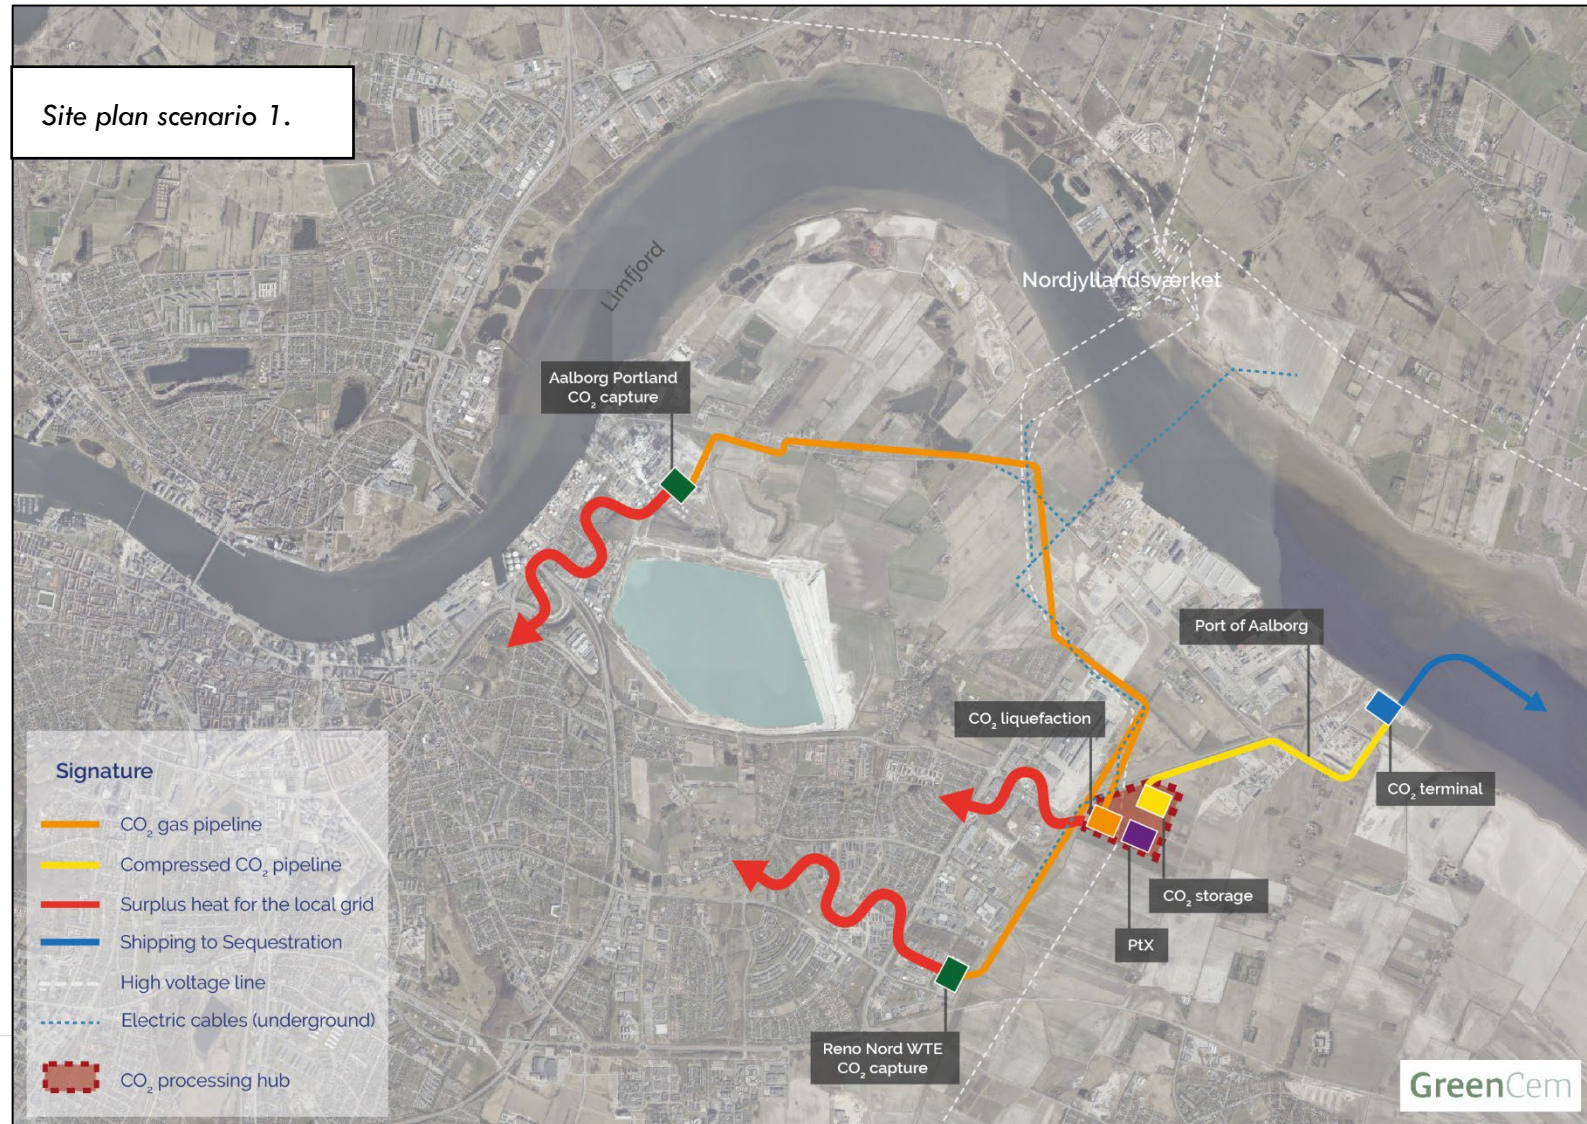 Site plan scenario 1.
Limfjord
Nordjyllandsværket
Aalborg Portland
CO₂ capture
Port of Aalborg
CO₂ liquefaction
CO₂ terminal
CO₂ storage
PtX
Reno Nord WTE
CO₂ capture
Signature
CO₂ gas pipeline
Compressed CO₂ pipeline
Surplus heat for the local grid
Shipping to Sequestration
High voltage line
Electric cables (underground)
CO₂ processing hub
GreenCem